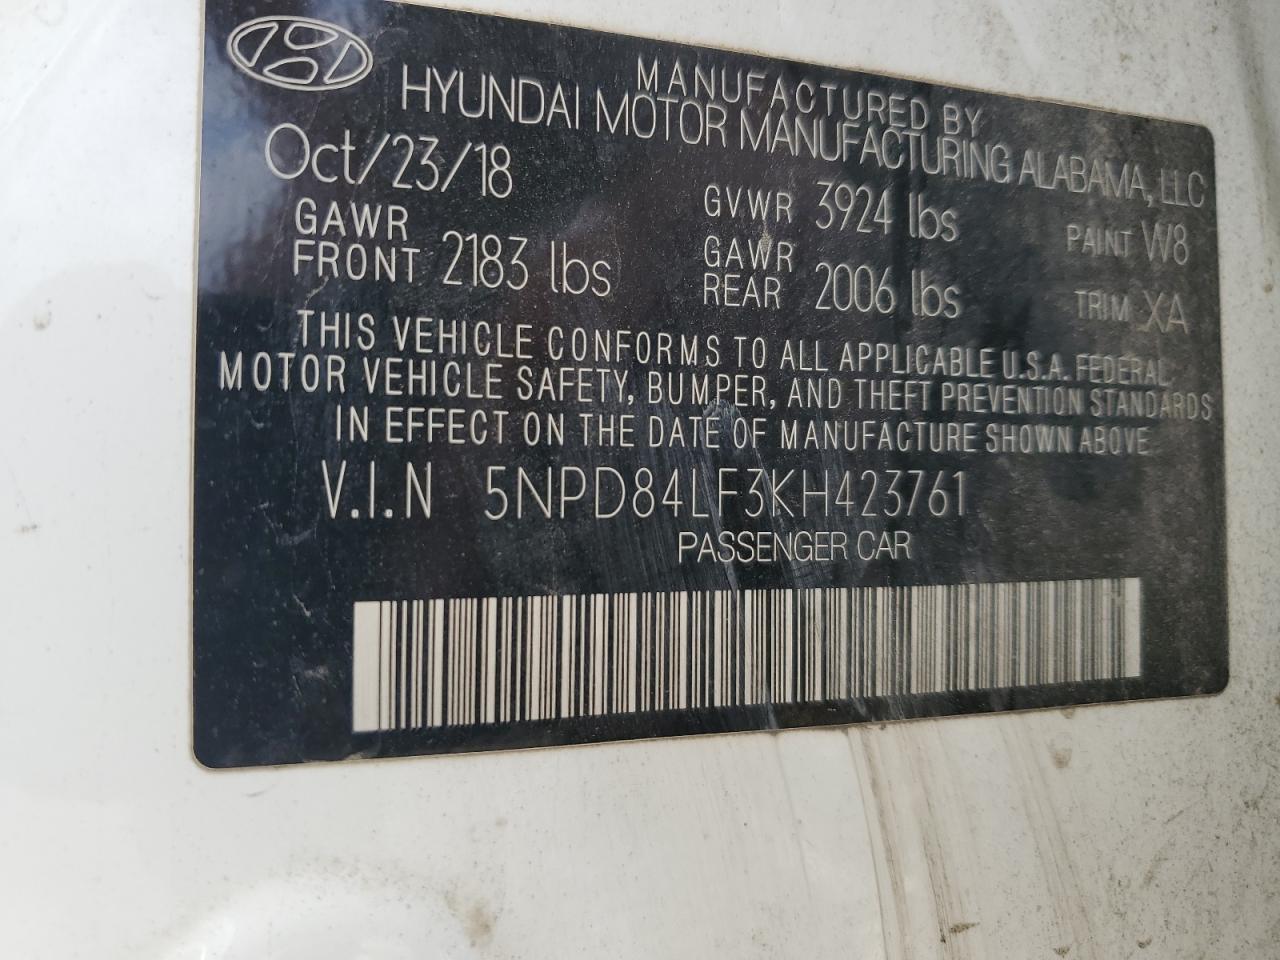 MANUFACTURED BY
HYUNDAI MOTOR MANUFACTURING ALABAMA, LLC
Oct/23/18
GVWR 3924 lbs
PAINT W8
GAWR FRONT 2183 lbs
GAWR REAR 2006 lbs
TRIM XA
THIS VEHICLE CONFORMS TO ALL APPLICABLE U.S.A. FEDERAL
MOTOR VEHICLE SAFETY, BUMPER, AND THEFT PREVENTION STANDARDS
IN EFFECT ON THE DATE OF MANUFACTURE SHOWN ABOVE
V.I.N 5NPD84LF3KH423761
PASSENGER CAR